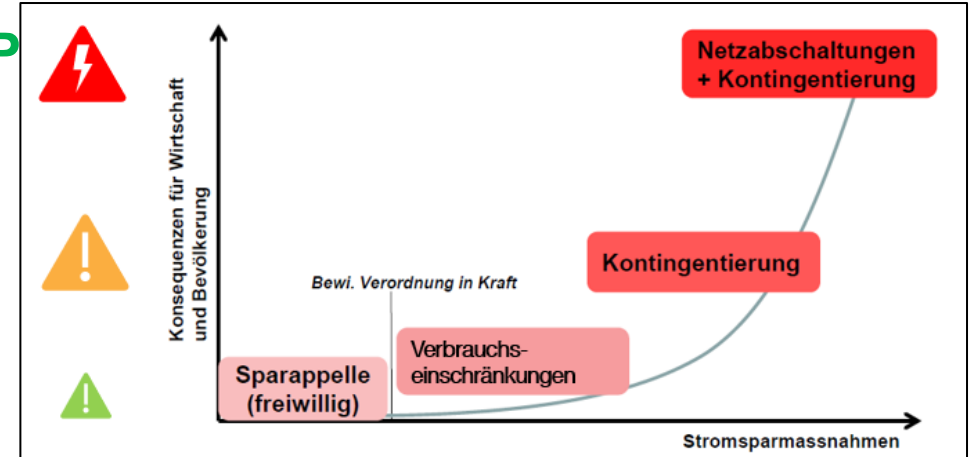 P
Netzabschaltungen
+ Kontingentierung
Konsequenzen für Wirtschaft
und Bevölkerung
Kontingentierung
Bewi. Verordnung in Kraft
Verbrauchs-
einschränkungen
Sparappelle
(freiwillig)
Stromsparmassnahmen